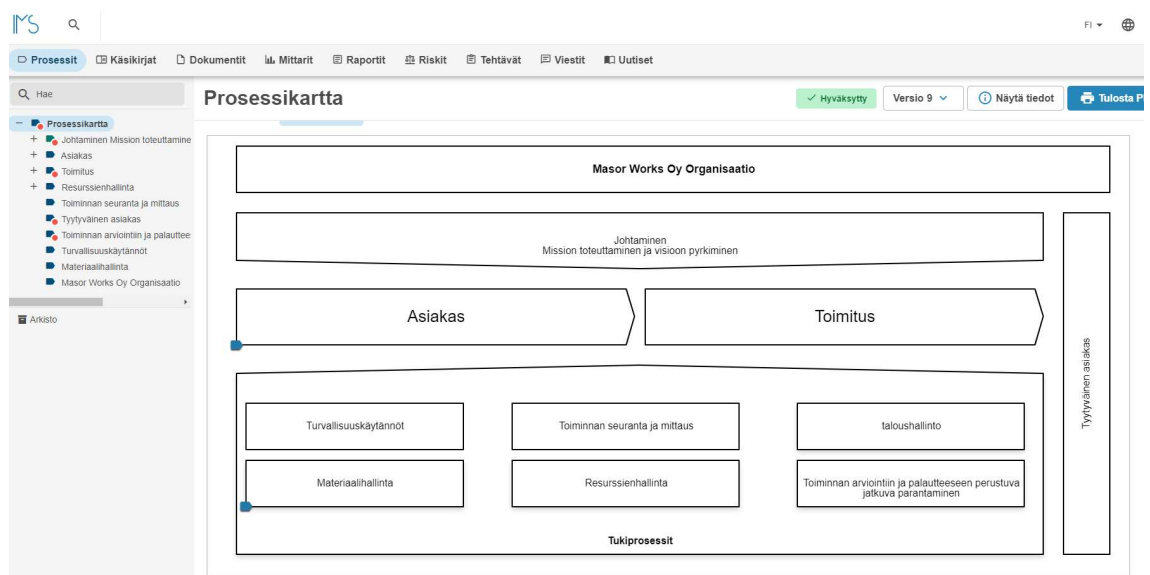 IMS
FI
Prosessit Käsikirjat Dokumentit Mittarit Raportit Riskit Tehtävät Viestit Uutiset
Hae
Prosessikartta
Johtaminen Mission toteuttamine
Asiakas
Toimitus
Resurssienhallinta
Toiminnan seuranta ja mittaus
Tyytyväinen asiakas
Toiminnan arviointiin ja palauttee
Turvallisuuskäytännöt
Materiaalihallinta
Masor Works Oy Organisaatio
Arkisto
Prosessikartta
Hyväksytty
Versio 9
Näytä tiedot
Tulosta P
Masor Works Oy Organisaatio
Johtaminen
Mission toteuttaminen ja visioon pyrkiminen
Asiakas
Toimitus
Tyytyväinen asiakas
Turvallisuuskäytännöt
Toiminnan seuranta ja mittaus
taloushallinto
Materiaalihallinta
Resurssienhallinta
Toiminnan arviointiin ja palautteeseen perustuva
jatkuva parantaminen
Tukiprosessit